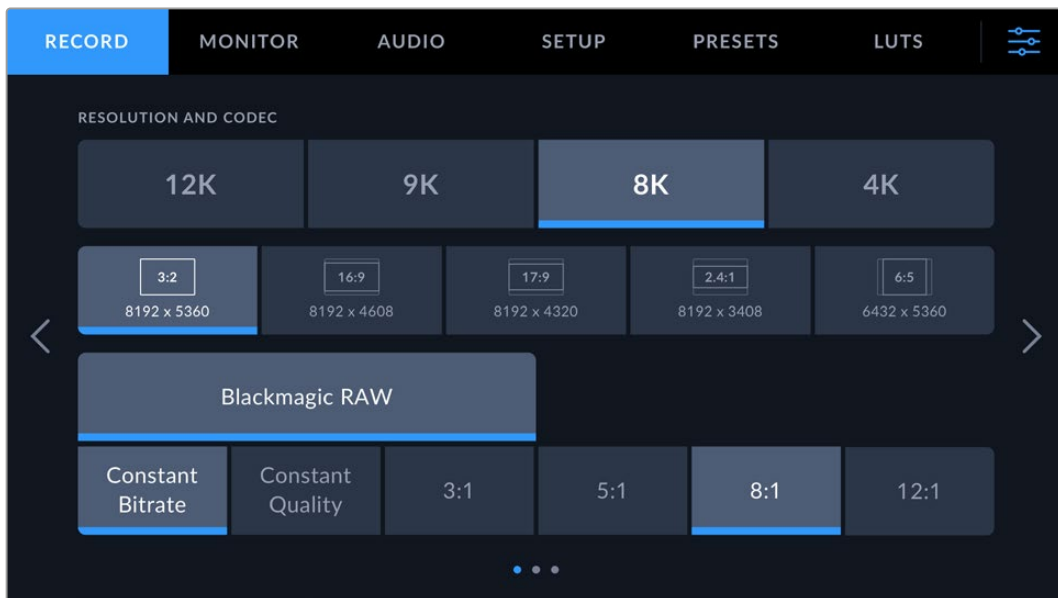 RECORD MONITOR AUDIO SETUP PRESETS LUTS
RESOLUTION AND CODEC
12K 9K 8K 4K
3:2 16:9 17:9 2.4:1 6:5
8192 x 5360 8192 x 4608 8192 x 4320 8192 x 3408 6432 x 5360
Blackmagic RAW
Constant Bitrate
Constant Quality
3:1 5:1 8:1 12:1